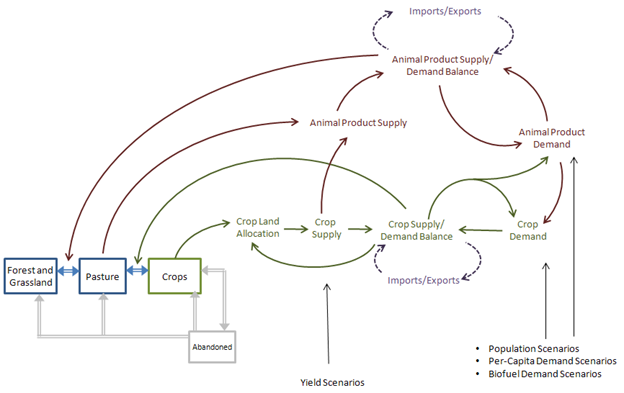 Imports/Exports
Animal Product Supply/
Demand Balance
Animal Product Supply
Animal Product
Demand
Crop Land
Allocation
Crop
Supply
Crop Supply/
Demand Balance
Crop
Demand
Forest and
Grassland
Pasture
Crops
Imports/Exports
Abandoned
• Population Scenarios
• Per-Capita Demand Scenarios
• Biofuel Demand Scenarios
Yield Scenarios